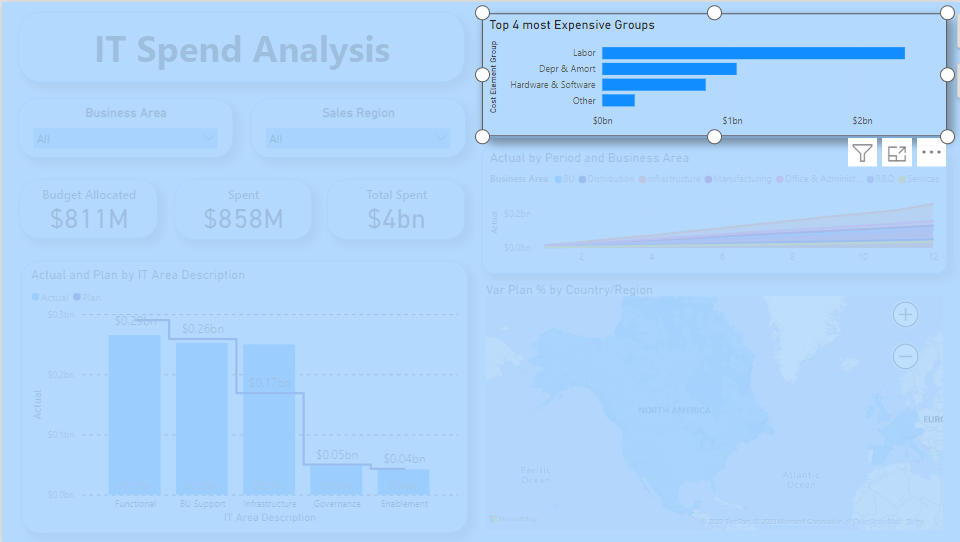 IT Spend Analysis
Business Area
All
Sales Region
All
Budget Allocated
$811M
Spent
$858M
Total Spent
$4bn
Actual and Plan by IT Area Description
Actual Plan
$0.3bn
$0.2bn
$0.1bn
$0.0bn
Actual
$0.29bn
$0.26bn
$0.17bn
$0.05bn
$0.04bn
Functional
BU Support
Infrastructure
Governance
Enablement
IT Area Description
Top 4 most Expensive Groups
Cost Element Group
Labor
Depr & Amort
Hardware & Software
Other
$0bn
$1bn
$2bn
Actual by Period and Business Area
Business Area BU Distribution Infrastructure Manufacturing Office & Administ... R&D Services
Actual
$0.2bn
$0.0bn
2
4
6
8
10
12
Var Plan % by Country/Region
NORTH AMERICA
EURO
Pacific
Ocean
Atlantic
Ocean